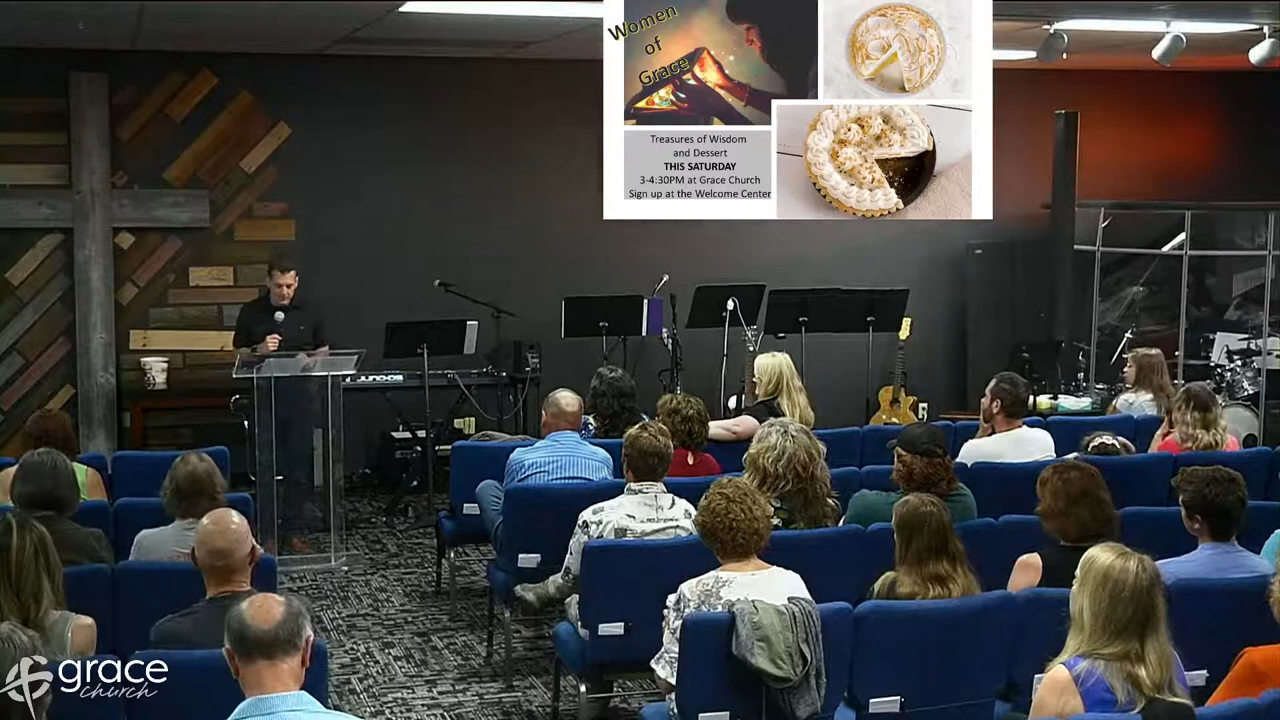 Women
of
Grace
Treasures of Wisdom
and Dessert
THIS SATURDAY
3-4:30PM at Grace Church
Sign up at the Welcome Center
grace
church